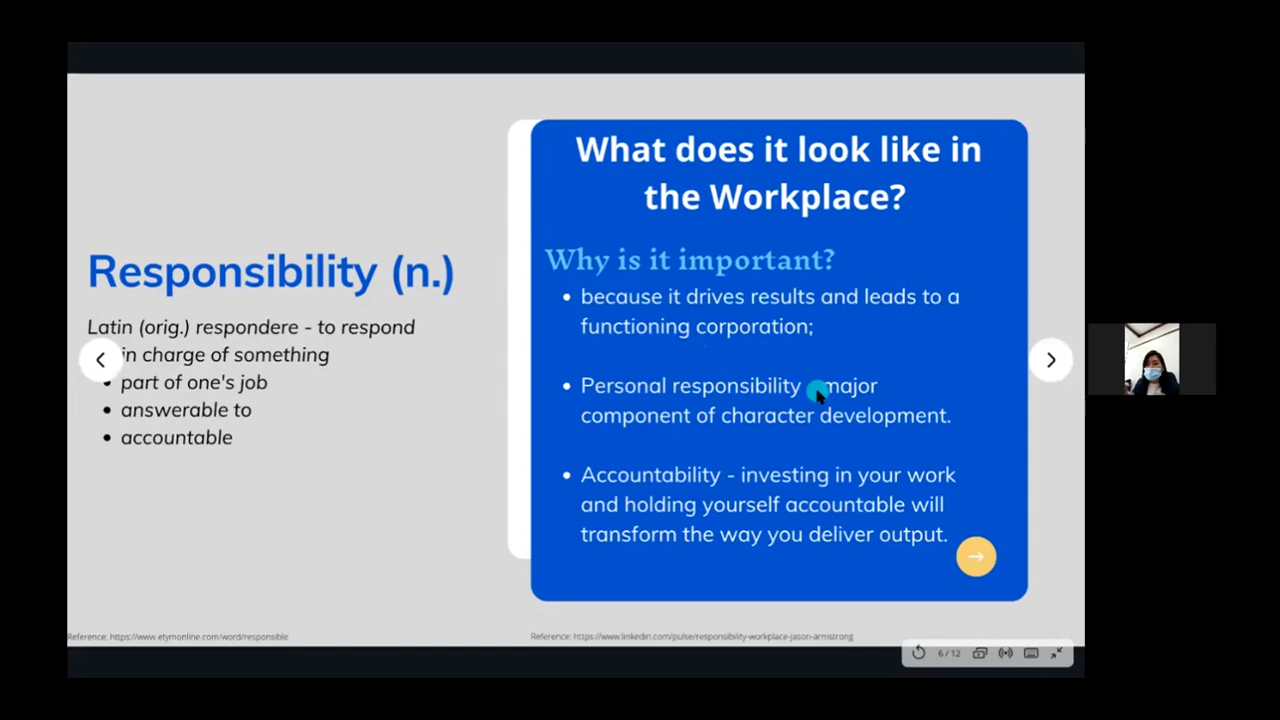 Responsibility (n.)
Latin (orig.) respondere - to respond
in charge of something
part of one's job
answerable to
accountable
Reference: https://www.etymonline.com/word/responsible
What does it look like in
the Workplace?
Why is it important?
because it drives results and leads to a
functioning corporation;
Personal responsibility major
component of character development.
Accountability - investing in your work
and holding yourself accountable will
transform the way you deliver output.
Reference: https://www.linkedin.com/pulse/responsibility-workplace-jason-armstrong
6 / 12